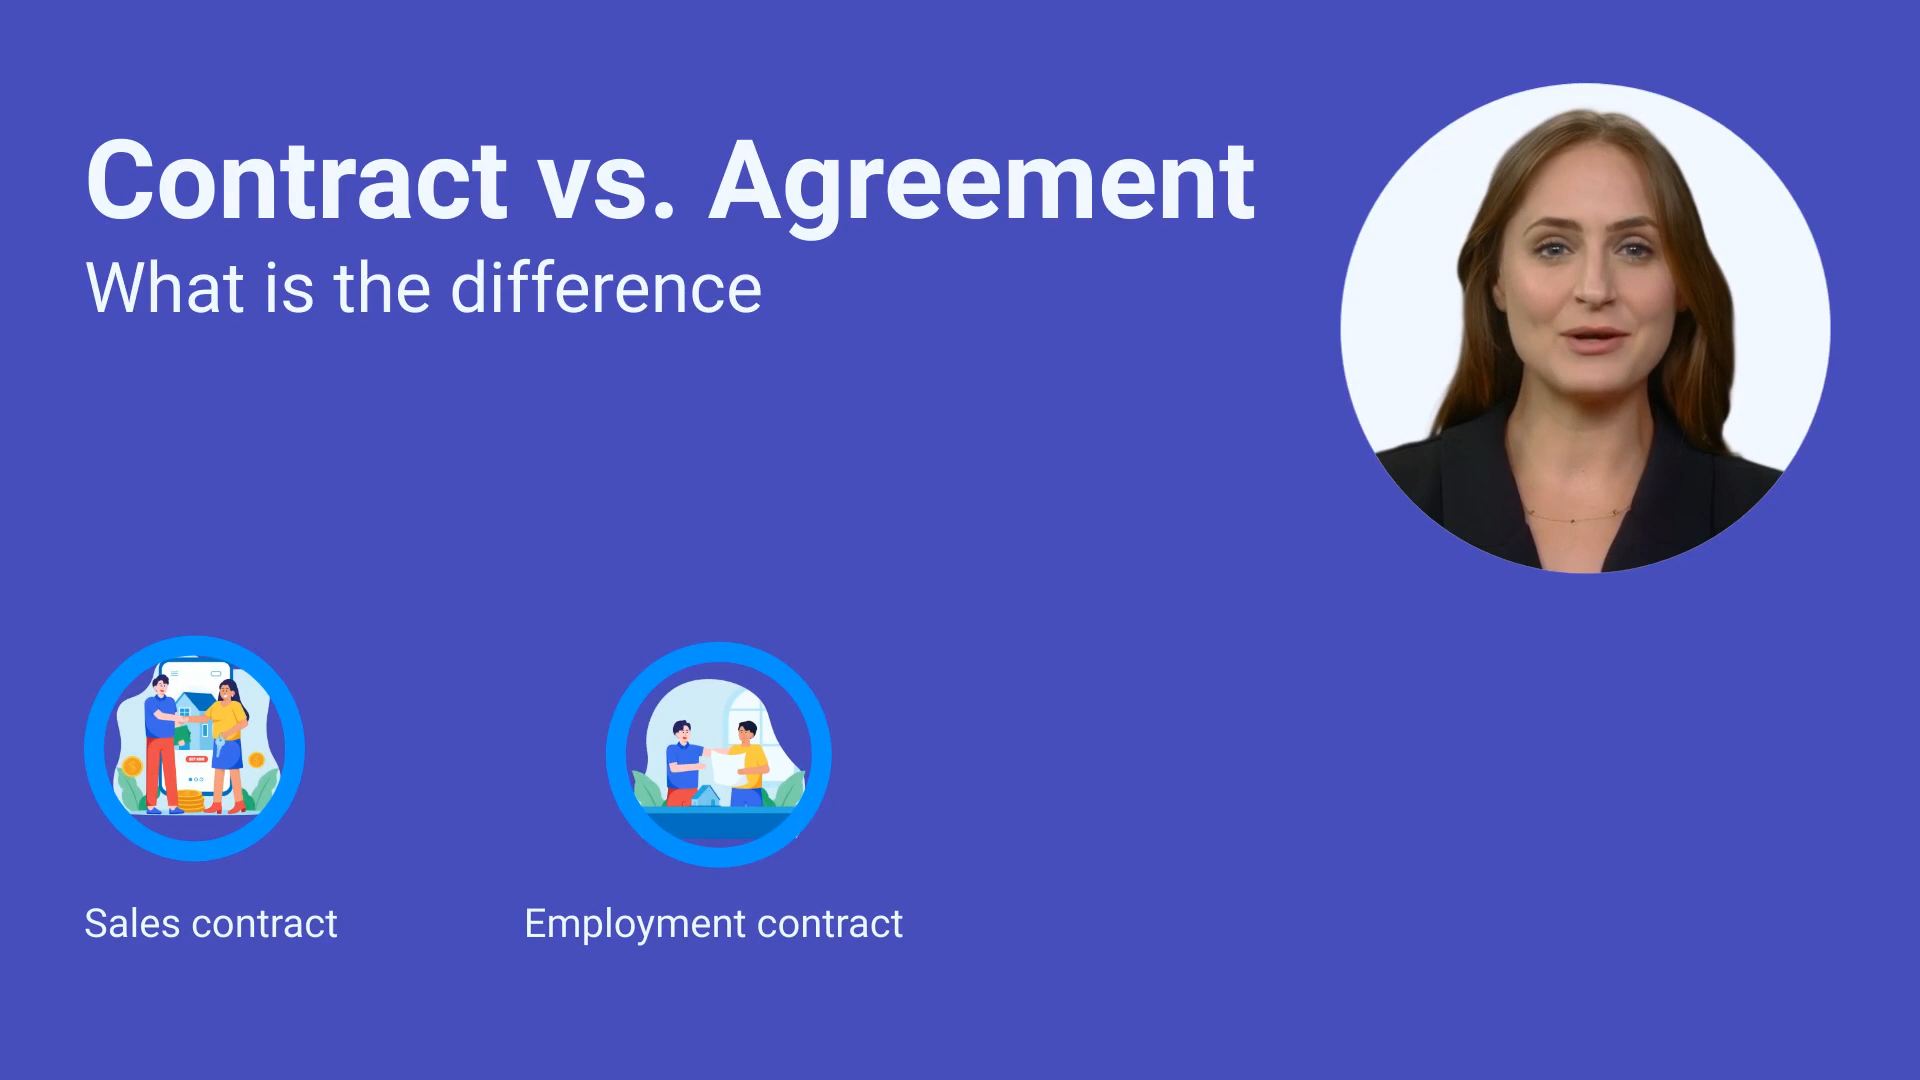 Contract vs. Agreement
What is the difference
Sales contract
Employment contract